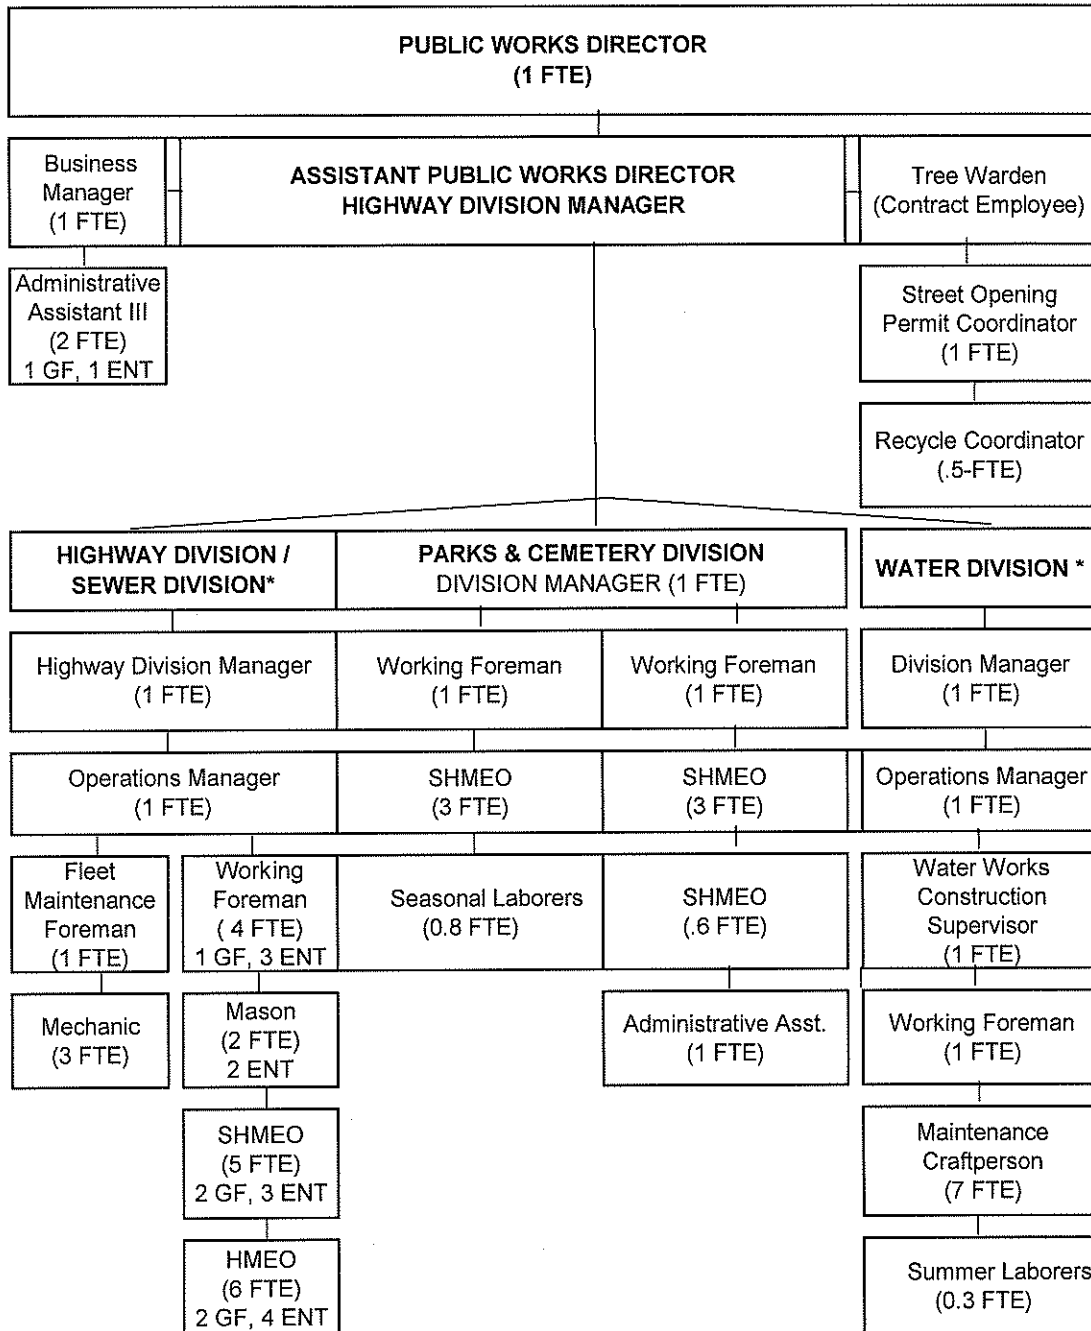 PUBLIC WORKS DIRECTOR
(1 FTE)
Business
Manager
(1 FTE)
ASSISTANT PUBLIC WORKS DIRECTOR
HIGHWAY DIVISION MANAGER
Tree Warden
(Contract Employee)
Administrative
Assistant III
(2 FTE)
1 GF, 1 ENT
Street Opening
Permit Coordinator
(1 FTE)
Recycle Coordinator
(.5-FTE)
HIGHWAY DIVISION /
SEWER DIVISION*
PARKS & CEMETERY DIVISION
DIVISION MANAGER (1 FTE)
WATER DIVISION *
Highway Division Manager
(1 FTE)
Working Foreman
(1 FTE)
Working Foreman
(1 FTE)
Division Manager
(1 FTE)
Operations Manager
(1 FTE)
SHMEO
(3 FTE)
SHMEO
(3 FTE)
Operations Manager
(1 FTE)
Fleet
Maintenance
Foreman
(1 FTE)
Working
Foreman
( 4 FTE)
1 GF, 3 ENT
Seasonal Laborers
(0.8 FTE)
SHMEO
(.6 FTE)
Water Works
Construction
Supervisor
(1 FTE)
Mechanic
(3 FTE)
Mason
(2 FTE)
2 ENT
Administrative Asst.
(1 FTE)
Working Foreman
(1 FTE)
SHMEO
(5 FTE)
2 GF, 3 ENT
Maintenance
Craftperson
(7 FTE)
HMEO
(6 FTE)
2 GF, 4 ENT
Summer Laborers
(0.3 FTE)